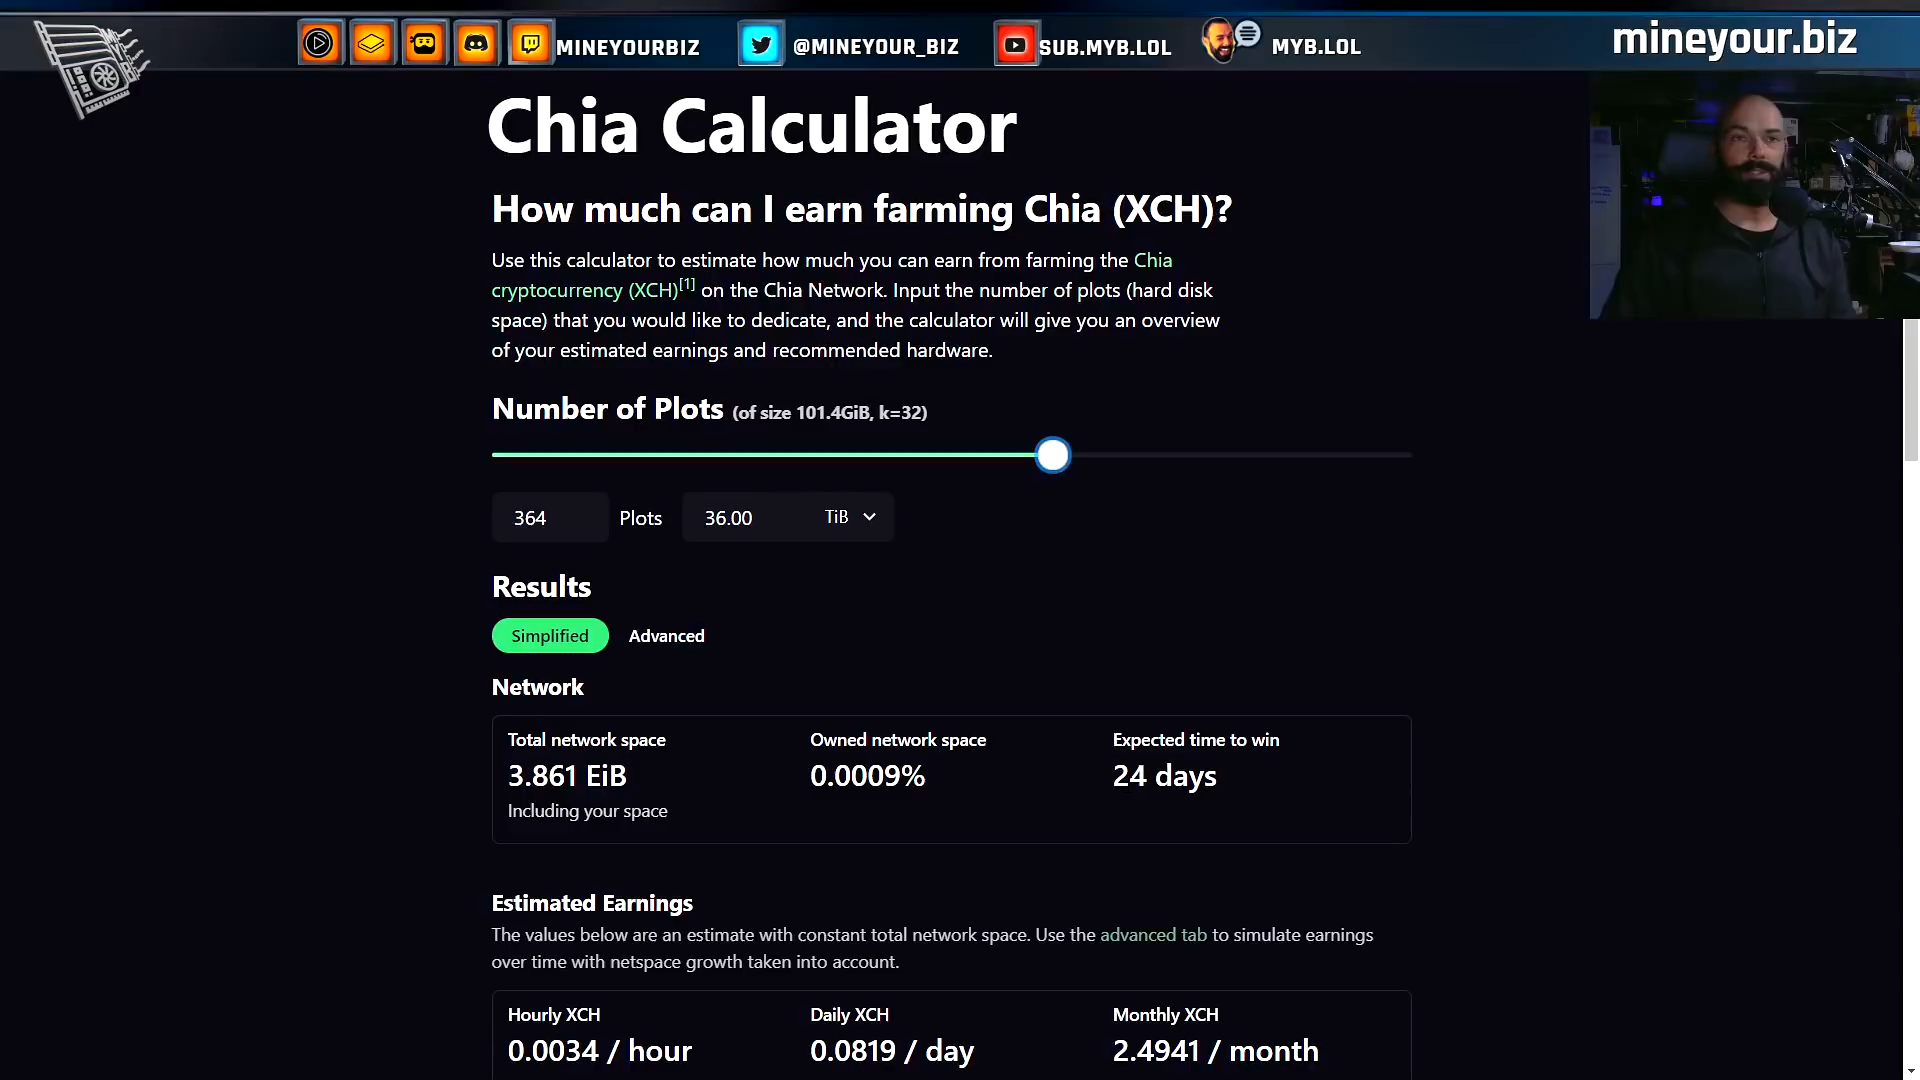 MINEYOURBIZ
@MINEYOUR_BIZ
SUB.MYB.LOL
MYB.LOL
mineyour.biz
Chia Calculator
How much can I earn farming Chia (XCH)?
Use this calculator to estimate how much you can earn from farming the Chia
cryptocurrency (XCH)[1] on the Chia Network. Input the number of plots (hard disk
space) that you would like to dedicate, and the calculator will give you an overview
of your estimated earnings and recommended hardware.
Number of Plots (of size 101.4GiB, k=32)
364 Plots 36.00 TiB
Results
Simplified Advanced
Network
Total network space Owned network space Expected time to win
3.861 EiB 0.0009% 24 days
Including your space
Estimated Earnings
The values below are an estimate with constant total network space. Use the advanced tab to simulate earnings
over time with netspace growth taken into account.
Hourly XCH Daily XCH Monthly XCH
0.0034 / hour 0.0819 / day 2.4941 / month